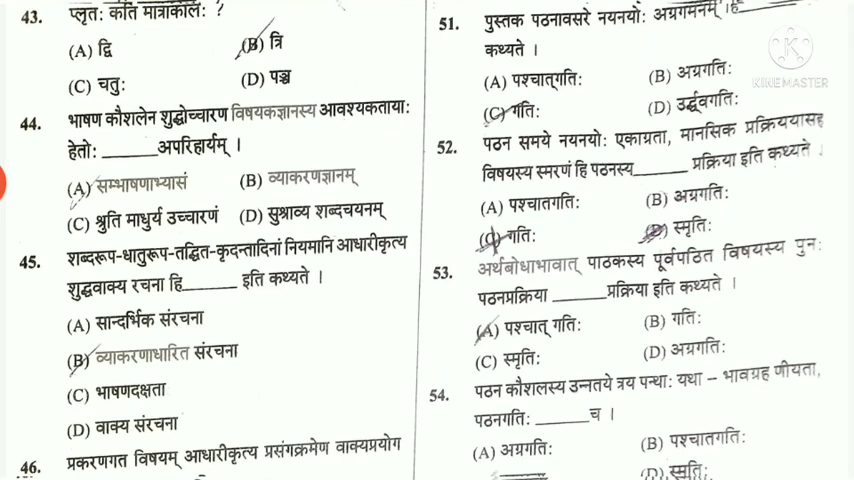 43. प्लृतः कति मात्राकालिः ?
(A) द्वि
(B) त्रि
(C) चतुः
(D) पञ्च
44. भाषण कौशलेन शुद्धोच्चारण विषयकज्ञानस्य आवश्यकतायाः
हेतोः ______अपरिहार्यम् ।
(A) सम्भाषणाभ्यासं
(B) व्याकरणज्ञानम्
(C) श्रुति माधुर्य उच्चारणं
(D) सुश्राव्य शब्दचयनम्
45. शब्दरूप-धातुरूप-तद्धित-कृदन्तादिनां नियमानि आधारीकृत्य
शुद्धवाक्य रचना हि______ इति कथ्यते ।
(A) सान्दर्भिक संरचना
(B) व्याकरणाधारित संरचना
(C) भाषणदक्षता
(D) वाक्य संरचना
46. प्रकरणगत विषयम् आधारीकृत्य प्रसंगक्रमेण वाक्यप्रयोग
51. पुस्तक पठनावसरे नयनयोः अग्रगमनम् हि______
कथ्यते ।
(A) पश्चात्गतिः
(B) अग्रगतिः
(C) गतिः
(D) उर्द्ध्वगतिः
52. पठन समये नयनयोः एकाग्रता, मानसिक प्रक्रिययासह
विषयस्य स्मरणं हि पठनस्य______ प्रक्रिया इति कथ्यते .
(A) पश्चातगतिः
(B) अग्रगतिः
(C) गतिः
(D) स्मृतिः
53. अर्थबोधाभावात् पाठकस्य पूर्वपठित विषयस्य पुनः
पठनप्रक्रिया ______प्रक्रिया इति कथ्यते ।
(A) पश्चात् गतिः
(B) गतिः
(C) स्मृतिः
(D) अग्रगतिः
54. पठन कौशलस्य उन्नतये त्रय पन्थाः यथा – भावग्रह णीयता,
पठनगतिः ______ च ।
(A) अग्रगतिः
(B) पश्चातगतिः
(D) स्मृतिः
KINEMASTER